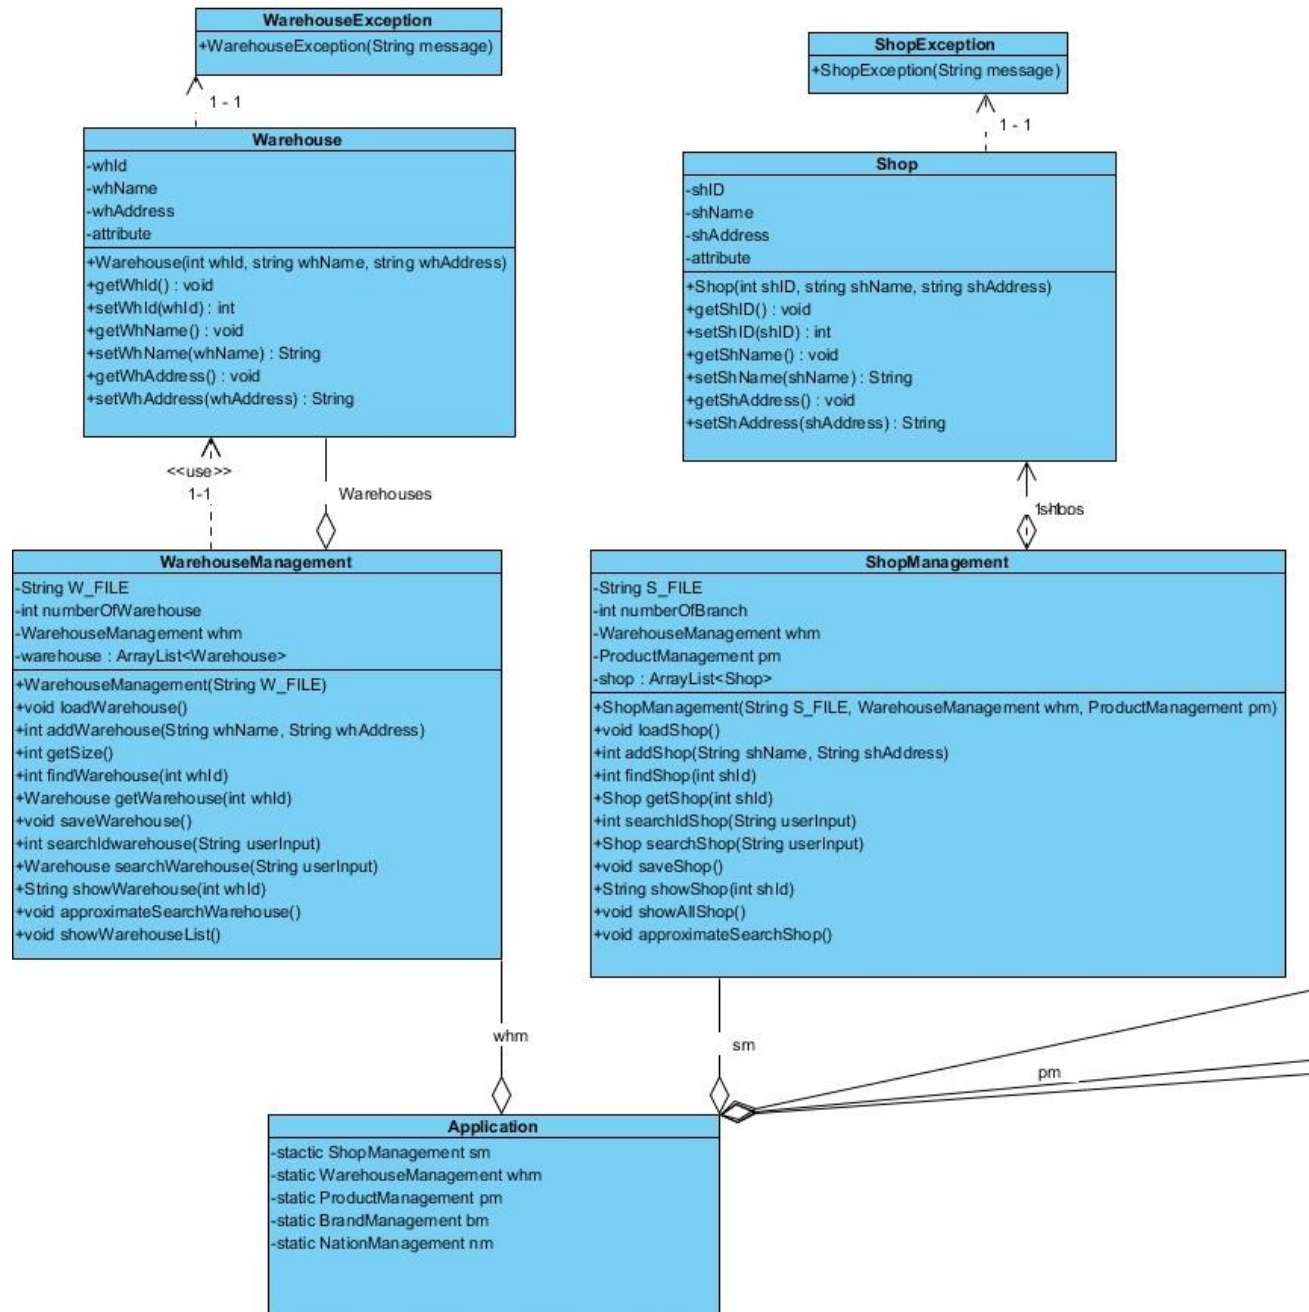 WarehouseException
+WarehouseException(String message)
1 - 1
Warehouse
-whId
-whName
-whAddress
-attribute
+Warehouse(int whId, string whName, string whAddress)
+getWhId() : void
+setWhId(whId) : int
+getWhName() : void
+setWhName(whName) : String
+getWhAddress() : void
+setWhAddress(whAddress) : String
<<use>>
1-1
Warehouses
WarehouseManagement
-String W_FILE
-int numberOfWarehouse
-WarehouseManagement whm
-warehouse : ArrayList<Warehouse>
+WarehouseManagement(String W_FILE)
+void loadWarehouse()
+int addWarehouse(String whName, String whAddress)
+int getSize()
+int findWarehouse(int whId)
+Warehouse getWarehouse(int whId)
+void saveWarehouse()
+int searchIdwarehouse(String userInput)
+Warehouse searchWarehouse(String userInput)
+String showWarehouse(int whId)
+void approximateSearchWarehouse()
+void showWarehouseList()
whm
ShopException
+ShopException(String message)
1 - 1
Shop
-shID
-shName
-shAddress
-attribute
+Shop(int shID, string shName, string shAddress)
+getShID() : void
+setShID(shID) : int
+getShName() : void
+setShName(shName) : String
+getShAddress() : void
+setShAddress(shAddress) : String
ShopManagement
-String S_FILE
-int numberOfBranch
-WarehouseManagement whm
-ProductManagement pm
-shop : ArrayList<Shop>
+ShopManagement(String S_FILE, WarehouseManagement whm, ProductManagement pm)
+void loadShop()
+int addShop(String shName, String shAddress)
+int findShop(int shId)
+Shop getShop(int shId)
+int searchIdShop(String userInput)
+Shop searchShop(String userInput)
+void saveShop()
+String showShop(int shId)
+void showAllShop()
+void approximateSearchShop()
sm
pm
Application
-stactic ShopManagement sm
-static WarehouseManagement whm
-static ProductManagement pm
-static BrandManagement bm
-static NationManagement nm